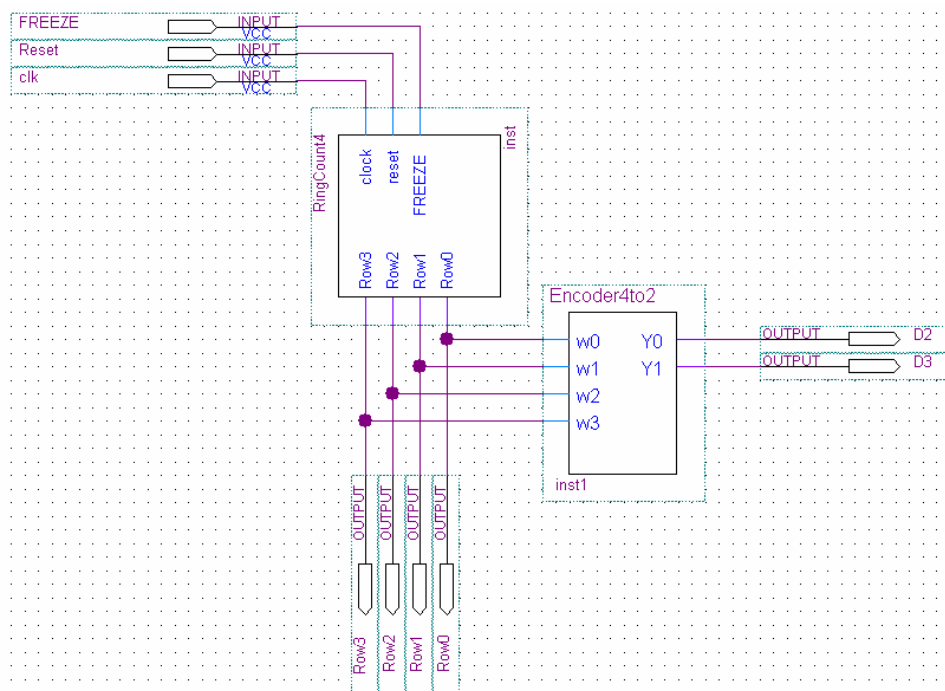 FREEZE INPUT
VCC
Reset INPUT
VCC
clk INPUT
VCC
RingCount4
inst
clock
reset
FREEZE
Row3
Row2
Row1
Row0
Encoder4to2
w0 Y0
w1 Y1
w2
w3
inst1
OUTPUT D2
OUTPUT D3
OUTPUT
OUTPUT
OUTPUT
OUTPUT
Row3
Row2
Row1
Row0